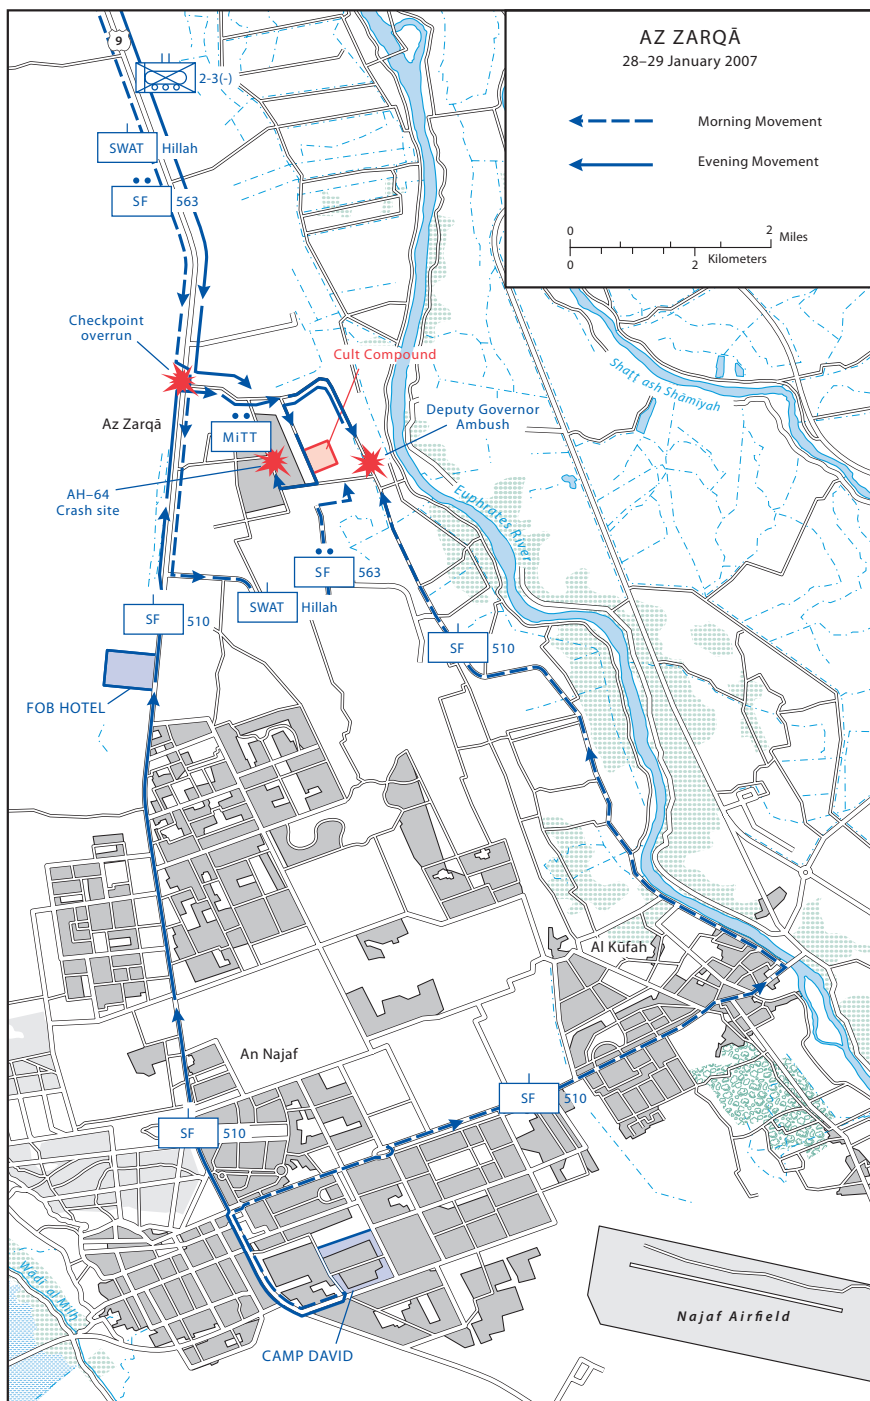 AZ ZARQĀ
28–29 January 2007
Morning Movement
Evening Movement
0
2
Miles
0
2
Kilometers
9
2-3(-)
SWAT
Hillah
SF
563
Checkpoint
overrun
Cult Compound
Shaṭṭ ash Shāmīyah
Az Zarqā
MiTT
Deputy Governor
Ambush
AH–64
Crash site
Euphrates River
SF
563
SWAT
Hillah
SF
510
SF
510
FOB HOTEL
Al Kūfah
An Najaf
SF
510
SF
510
Wādī al Milḥ
Najaf Airfield
CAMP DAVID